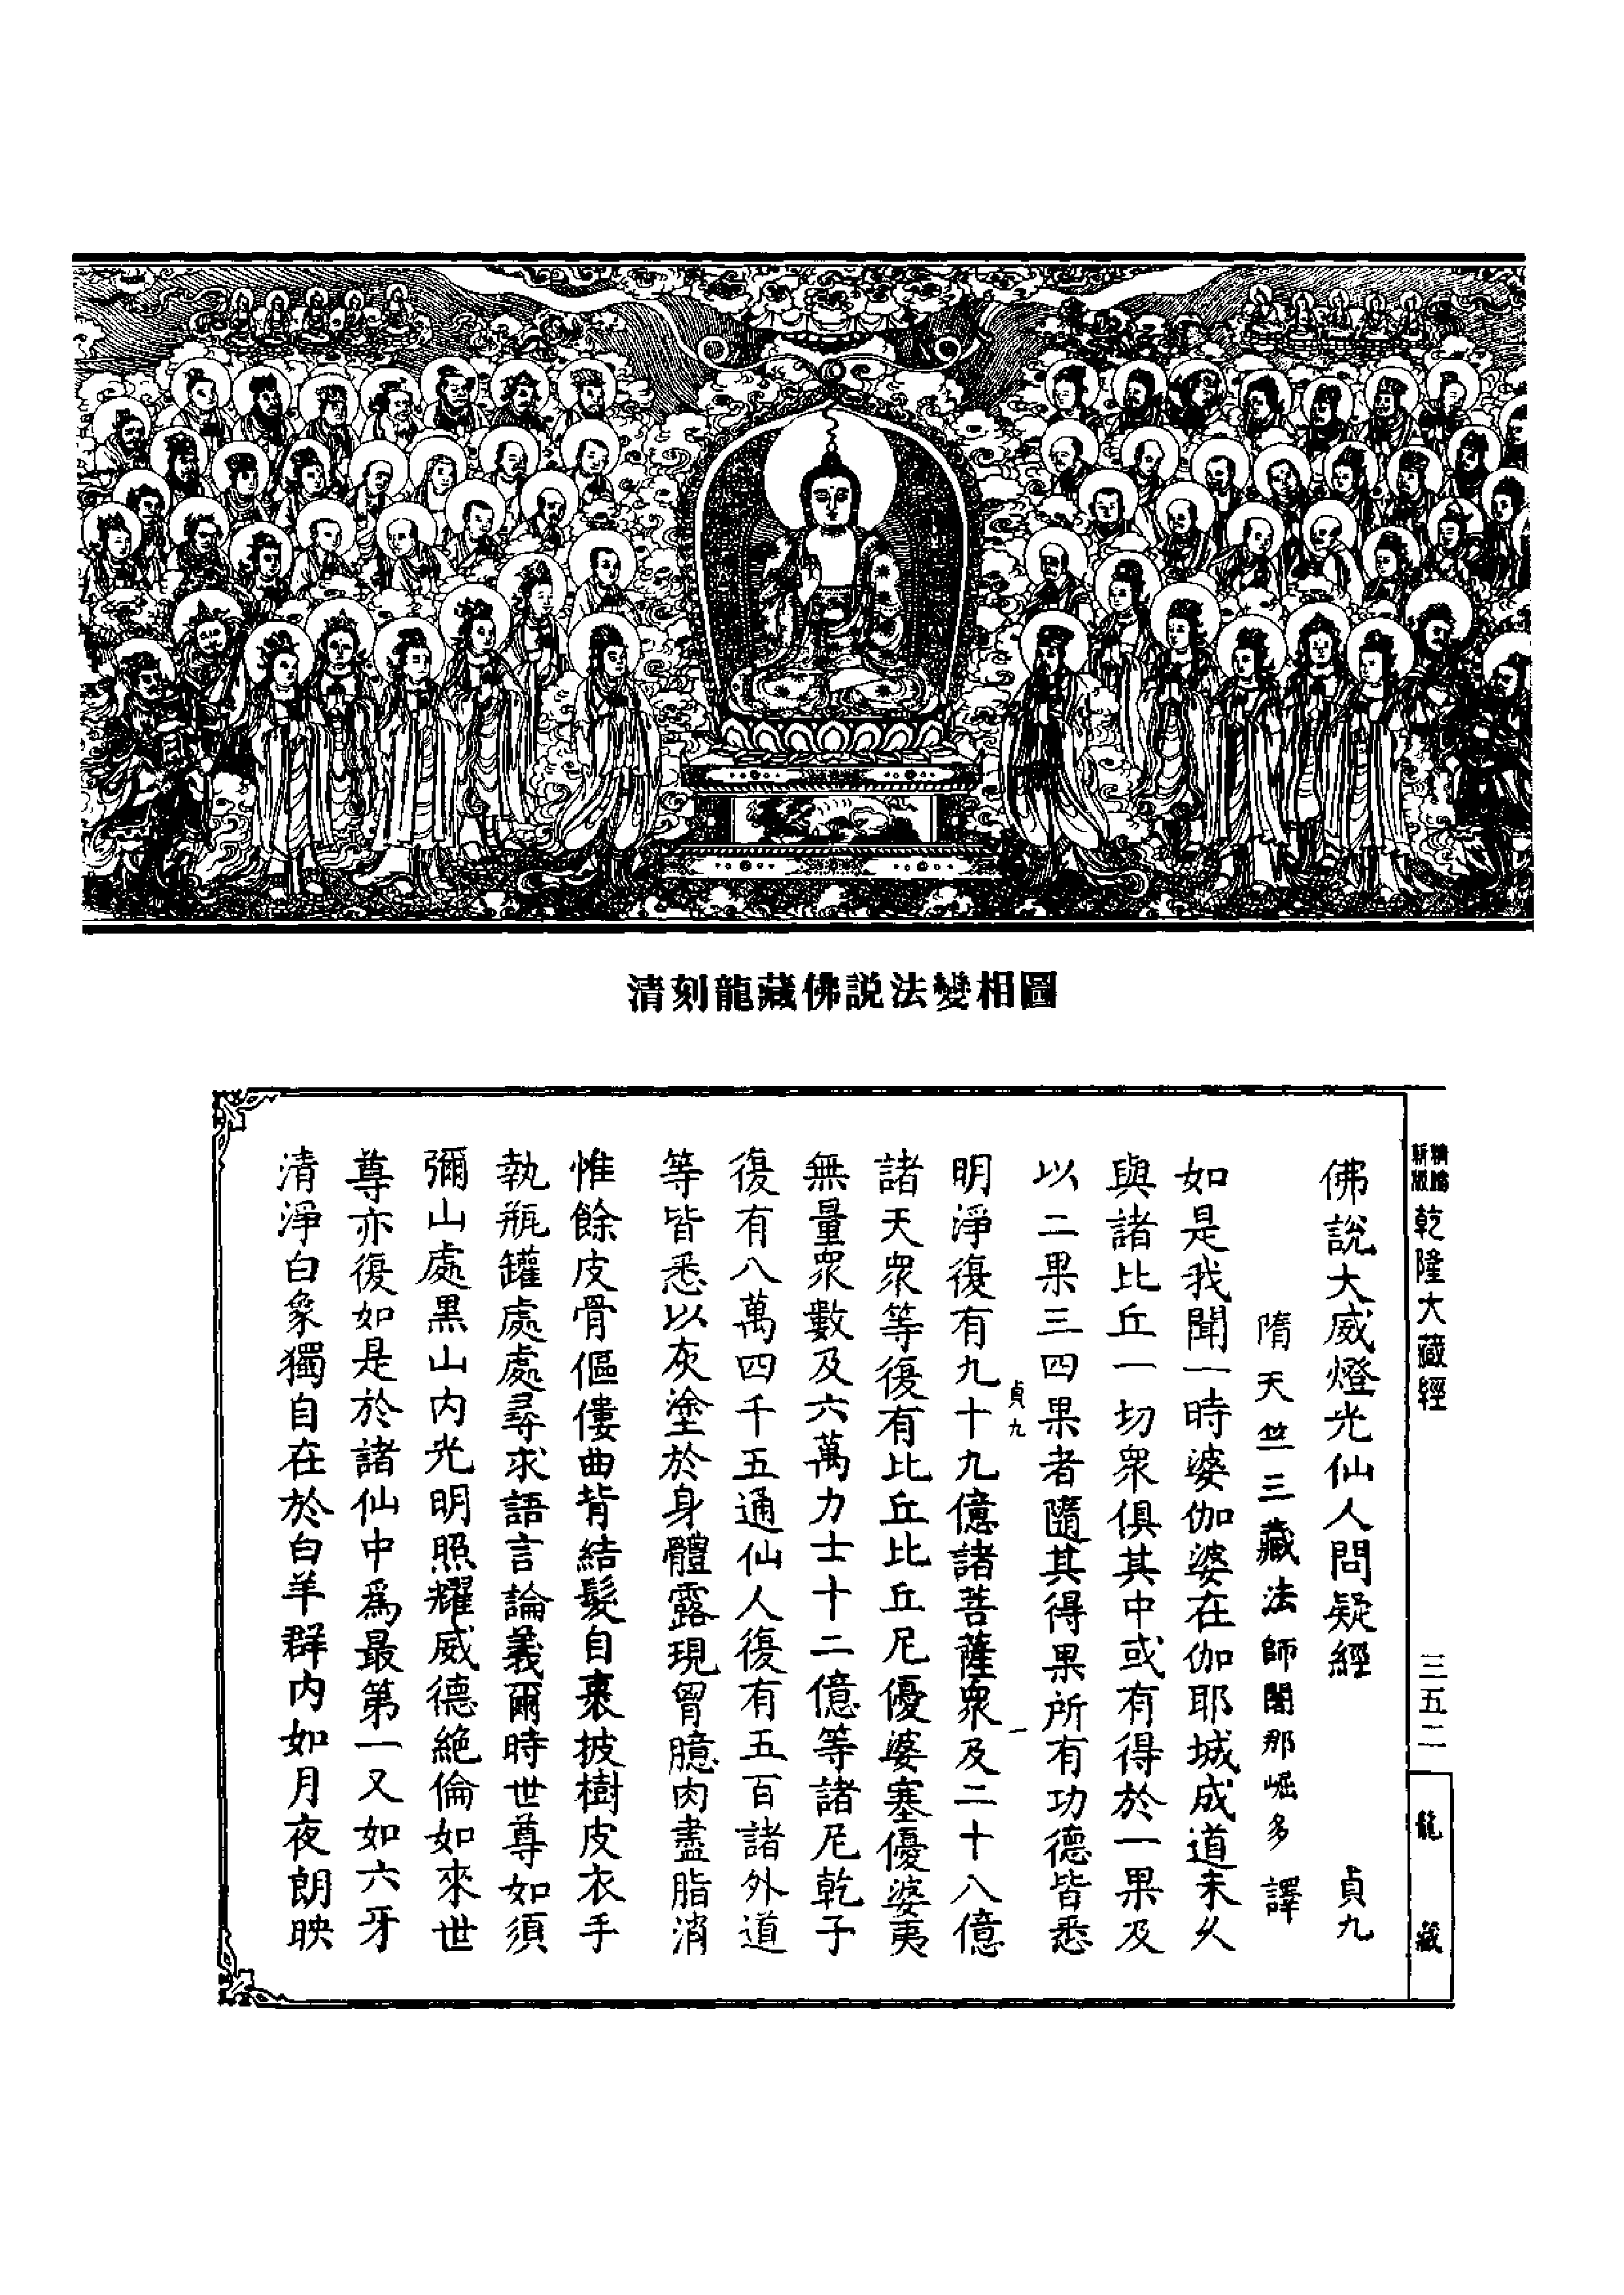 清刻龍藏佛説法變相圖
新版
乾隆大藏經
三五二
龍藏
佛說大威燈光仙人問疑經 貞九
隋天竺三藏法師闍那崛多譯
如是我聞一時婆伽婆在伽耶城成道未久
與諸比丘一切衆俱其中或有得於一果及
以二果三四果者隨其得果所有功德皆悉
貞九 一
明淨復有九十九億諸菩薩衆及二十八億
諸天衆等復有比丘比丘尼優婆塞優婆夷
無量衆數及六萬力士十二億等諸尼乾子
復有八萬四千五通仙人復有五百諸外道
等皆悉以灰塗於身體露現胷臆肉盡脂消
惟餘皮骨傴僂曲背結髮自裹披樹皮衣手
執瓶罐處處尋求語言論義爾時世尊如須
彌山處黑山內光明照耀威德絶倫如來世
尊亦復如是於諸仙中爲最第一又如六牙
清淨白象獨自在於白羊群内如月夜朗映